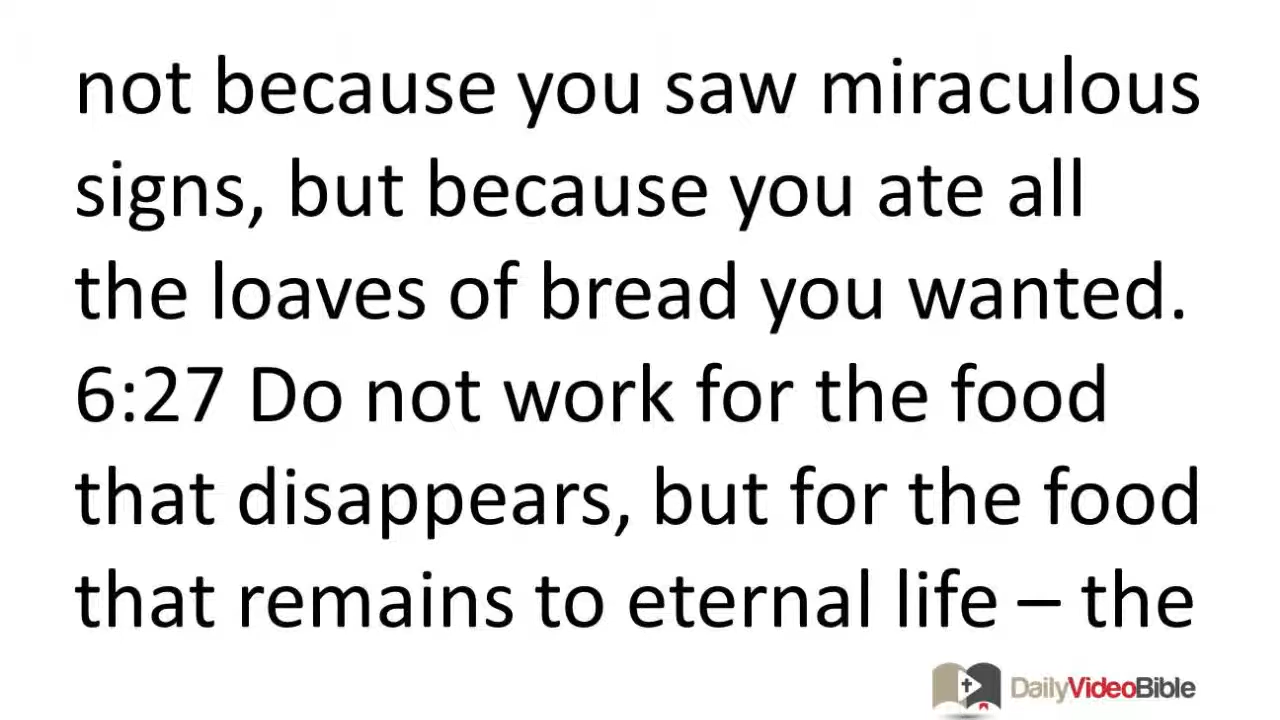 not because you saw miraculous
signs, but because you ate all
the loaves of bread you wanted.
6:27 Do not work for the food
that disappears, but for the food
that remains to eternal life – the
DailyVideoBible